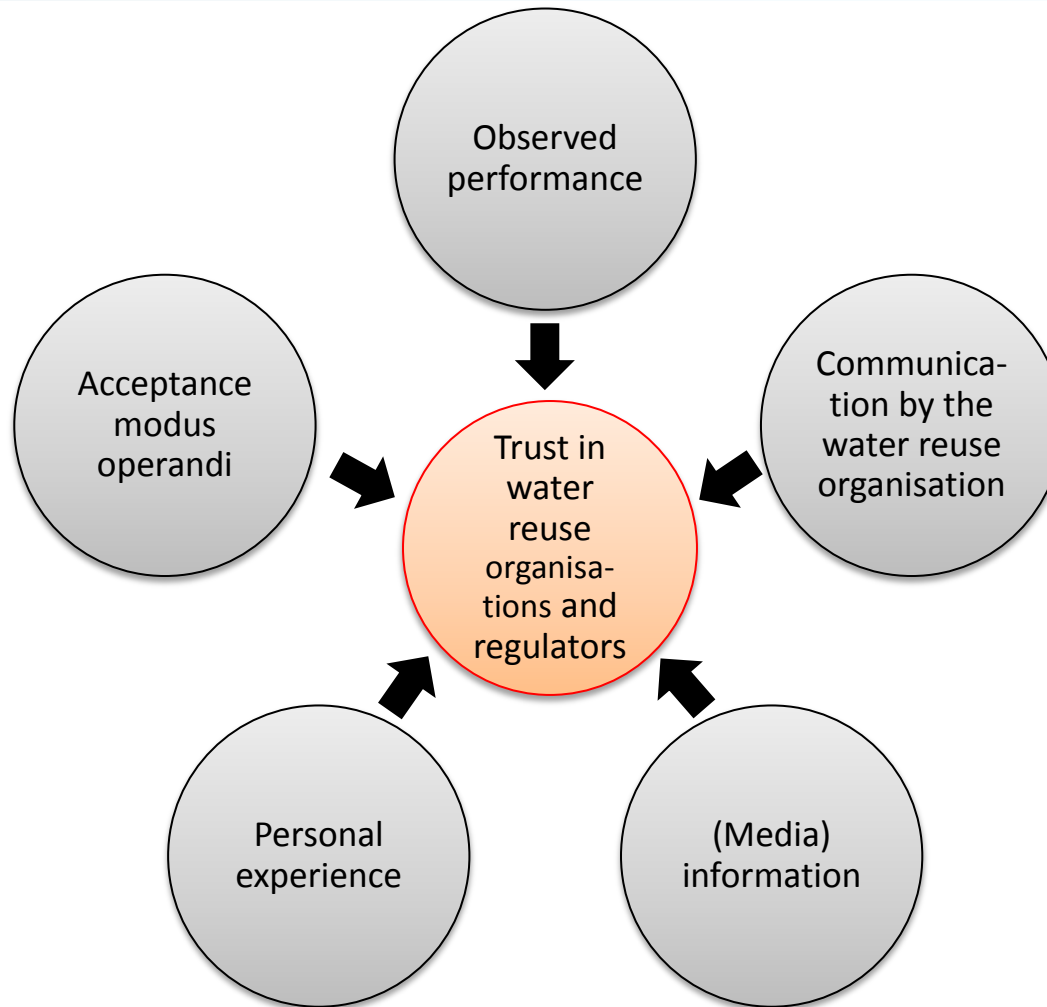 Observed
performance
Acceptance
modus
operandi
Communica-
tion by the
water reuse
organisation
Trust in
water
reuse
organisa-
tions and
regulators
Personal
experience
(Media)
information